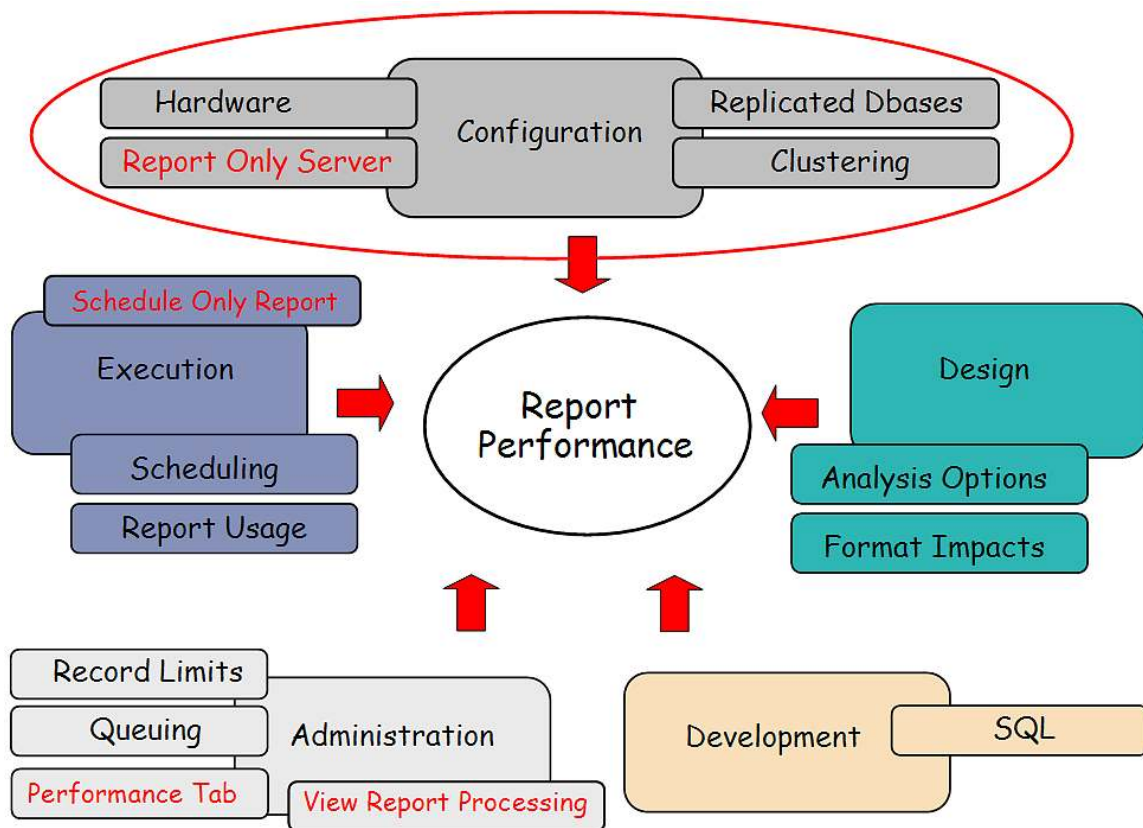 Hardware
Configuration
Replicated Dbases
Report Only Server
Clustering
Schedule Only Report
Execution
Scheduling
Report Usage
Report
Performance
Design
Analysis Options
Format Impacts
Record Limits
Queuing
Administration
Performance Tab
View Report Processing
Development
SQL